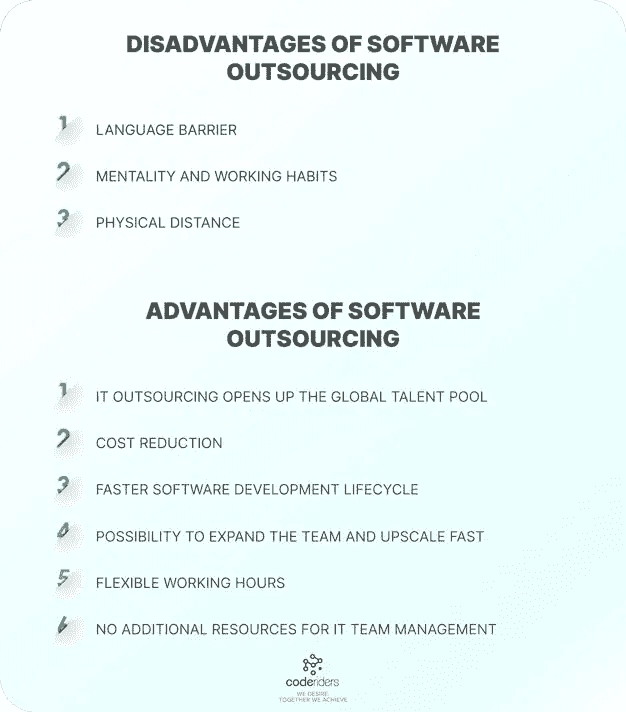 DISADVANTAGES OF SOFTWARE
OUTSOURCING
1 LANGUAGE BARRIER
2 MENTALITY AND WORKING HABITS
3 PHYSICAL DISTANCE
ADVANTAGES OF SOFTWARE
OUTSOURCING
1 IT OUTSOURCING OPENS UP THE GLOBAL TALENT POOL
2 COST REDUCTION
3 FASTER SOFTWARE DEVELOPMENT LIFECYCLE
4 POSSIBILITY TO EXPAND THE TEAM AND UPSCALE FAST
5 FLEXIBLE WORKING HOURS
6 NO ADDITIONAL RESOURCES FOR IT TEAM MANAGEMENT
coderiders
WE DESIRE.
TOGETHER WE ACHIEVE